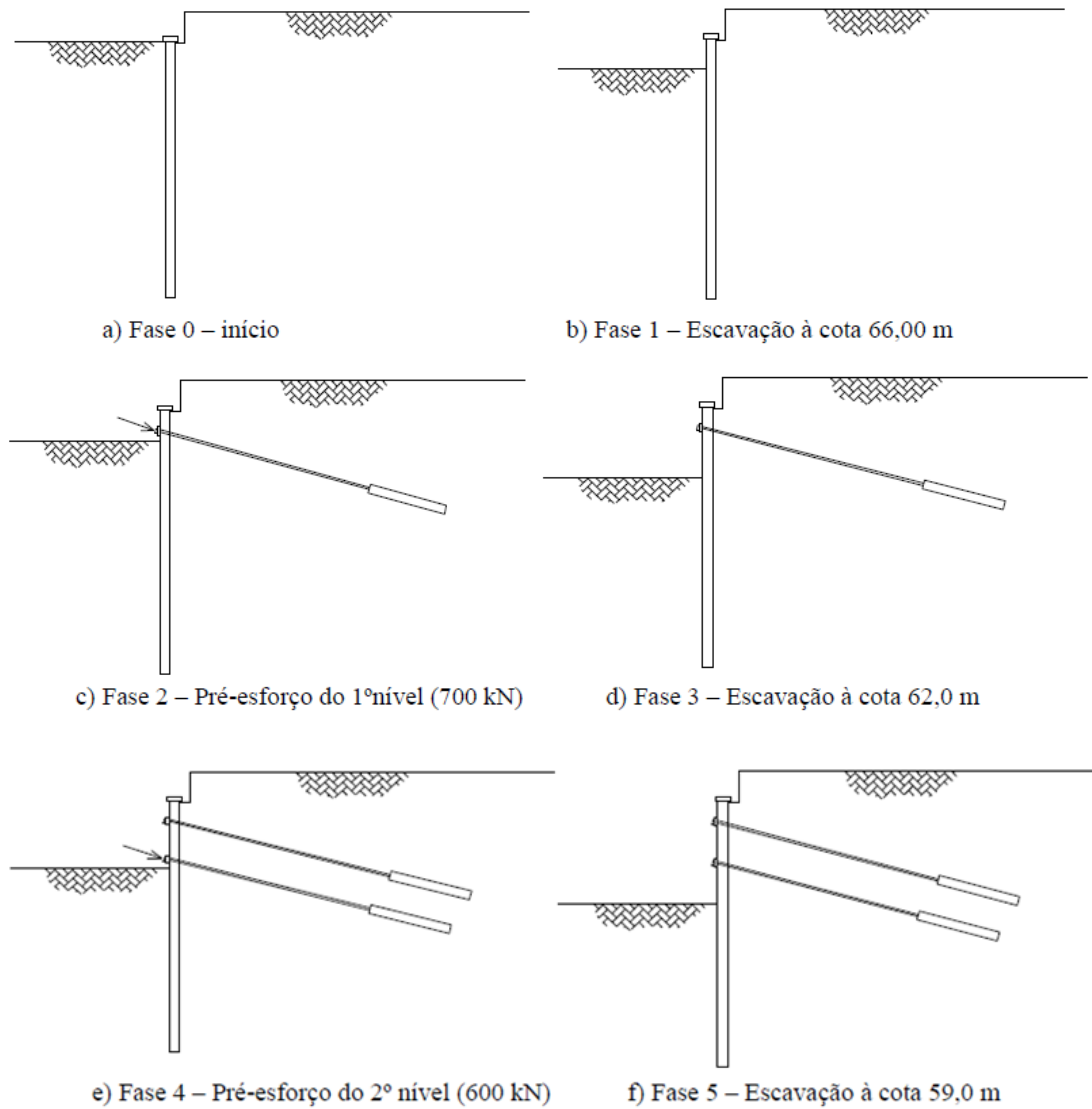 a) Fase 0 – início
b) Fase 1 – Escavação à cota 66,00 m
c) Fase 2 – Pré-esforço do 1ºnível (700 kN)
d) Fase 3 – Escavação à cota 62,0 m
e) Fase 4 – Pré-esforço do 2º nível (600 kN)
f) Fase 5 – Escavação à cota 59,0 m